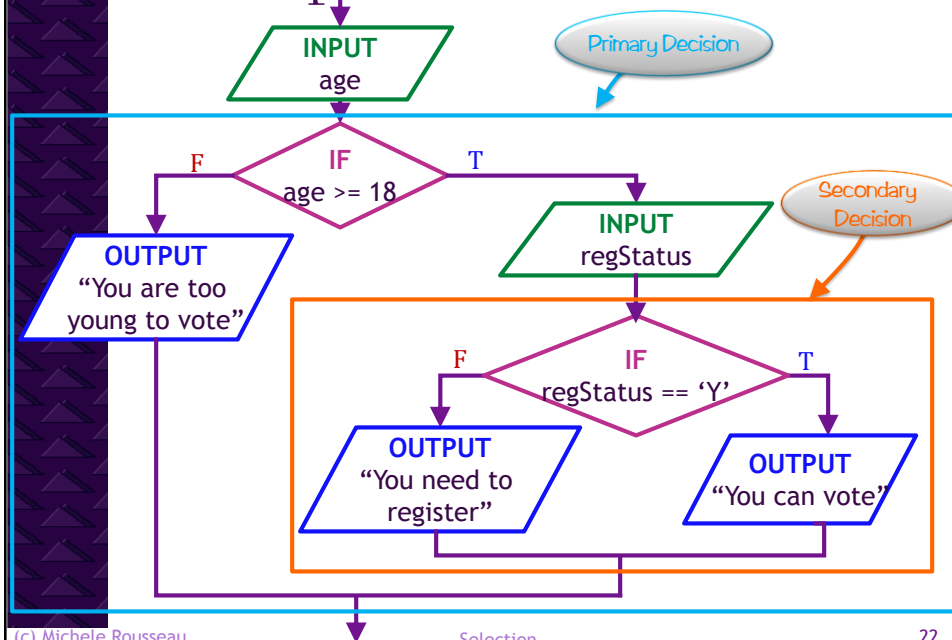 Primary Decision
INPUT
age
F
IF
age >= 18
T
Secondary
Decision
INPUT
regStatus
OUTPUT
“You are too
young to vote”
F
IF
regStatus == ‘Y’
T
OUTPUT
“You need to
register”
OUTPUT
“You can vote”
(c) Michele Rousseau
Selection
22